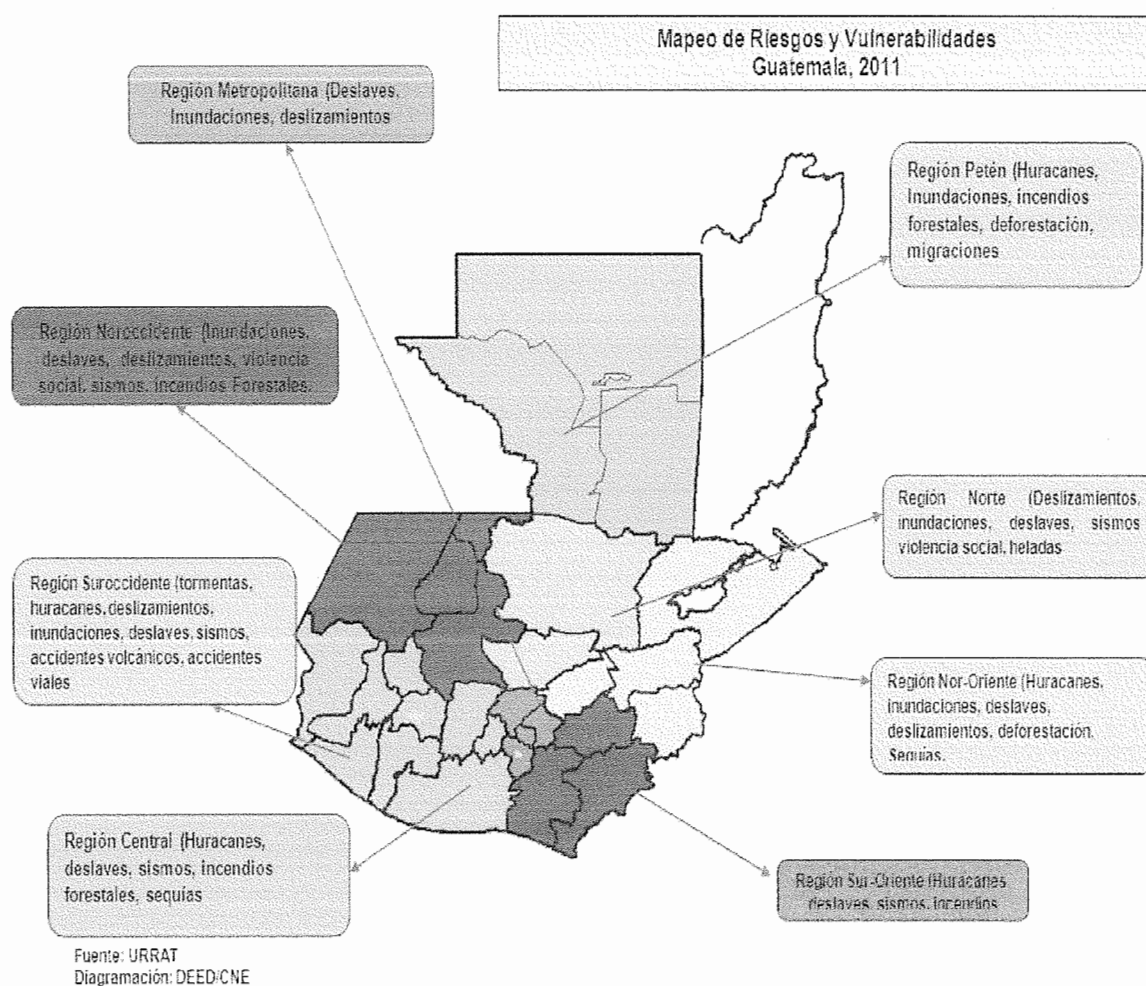 Mapeo de Riesgos y Vulnerabilidades
Guatemala, 2011
Región Metropolitana (Deslaves,
Inundaciones, deslizamientos
Región Petén (Huracanes,
Inundaciones, incendios
forestales, deforestación,
migraciones
Región Noroccidente (Inundaciones,
deslaves, deslizamientos, violencia
social, sismos, incendios Forestales.
Región Norte (Deslizamientos,
inundaciones, deslaves, sismos
violencia social, heladas
Región Suroccidente (tormentas,
huracanes, deslizamientos,
inundaciones, deslaves, sismos,
accidentes volcánicos, accidentes
viales
Región Nor-Oriente (Huracanes,
inundaciones, deslaves,
deslizamientos, deforestación.
Sequías.
Región Central (Huracanes,
deslaves, sismos, incendios
forestales, sequías
Región Sur-Oriente (Huracanes
deslaves, sismos, incendios
Fuente: URRAT
Diagramación: DEED/CNE